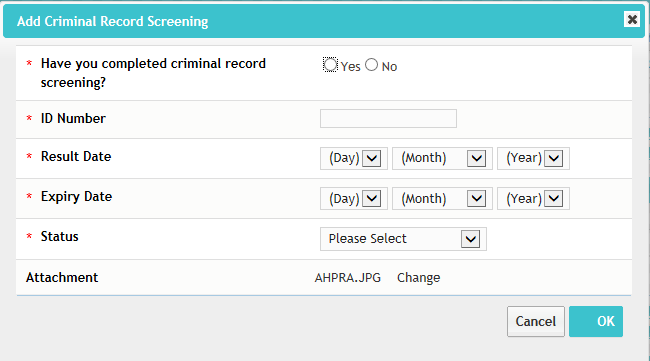 Add Criminal Record Screening
* Have you completed criminal record Yes No
screening?
* ID Number
* Result Date (Day) (Month) (Year)
* Expiry Date (Day) (Month) (Year)
* Status Please Select
Attachment AHPRA.JPG Change
Cancel OK